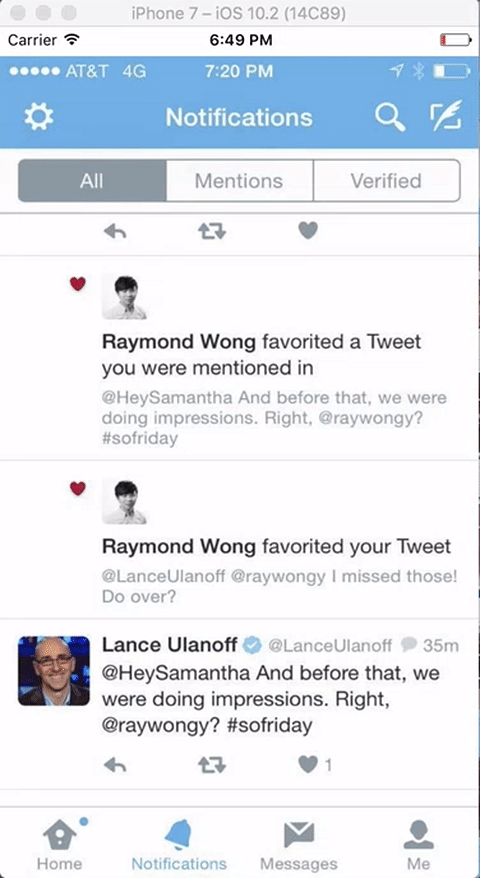 iPhone 7 – iOS 10.2 (14C89)
Carrier 6:49 PM
AT&T 4G 7:20 PM
Notifications
All Mentions Verified
Raymond Wong favorited a Tweet
you were mentioned in
@HeySamantha And before that, we were
doing impressions. Right, @raywongy?
#sofriday
Raymond Wong favorited your Tweet
@LanceUlanoff @raywongy I missed those!
Do over?
Lance Ulanoff @LanceUlanoff 35m
@HeySamantha And before that, we
were doing impressions. Right,
@raywongy? #sofriday
1
Home Notifications Messages Me